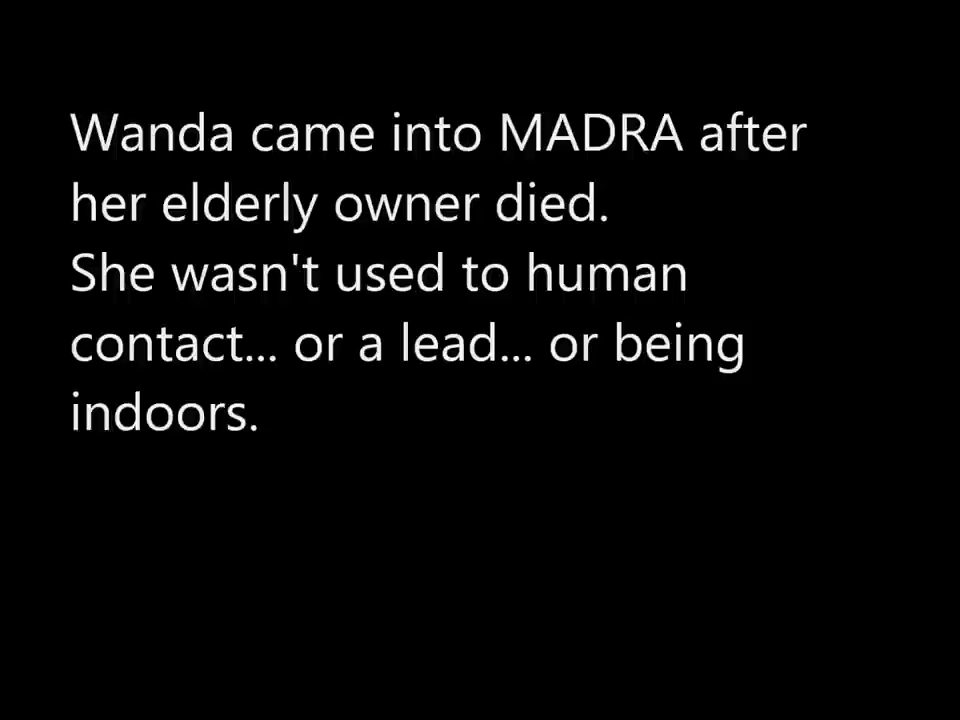 Wanda came into MADRA after
her elderly owner died.
She wasn't used to human
contact... or a lead... or being
indoors.